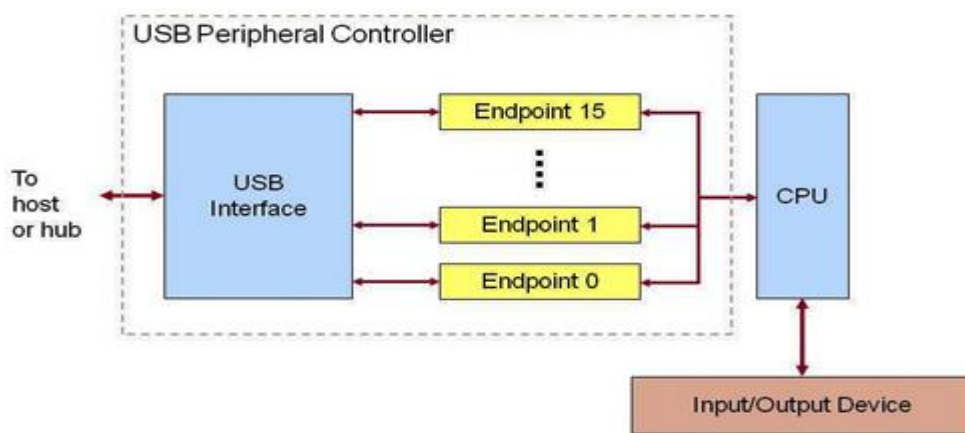 USB Peripheral Controller
Endpoint 15
To
host
or hub
USB
Interface
CPU
Endpoint 1
Endpoint 0
Input/Output Device